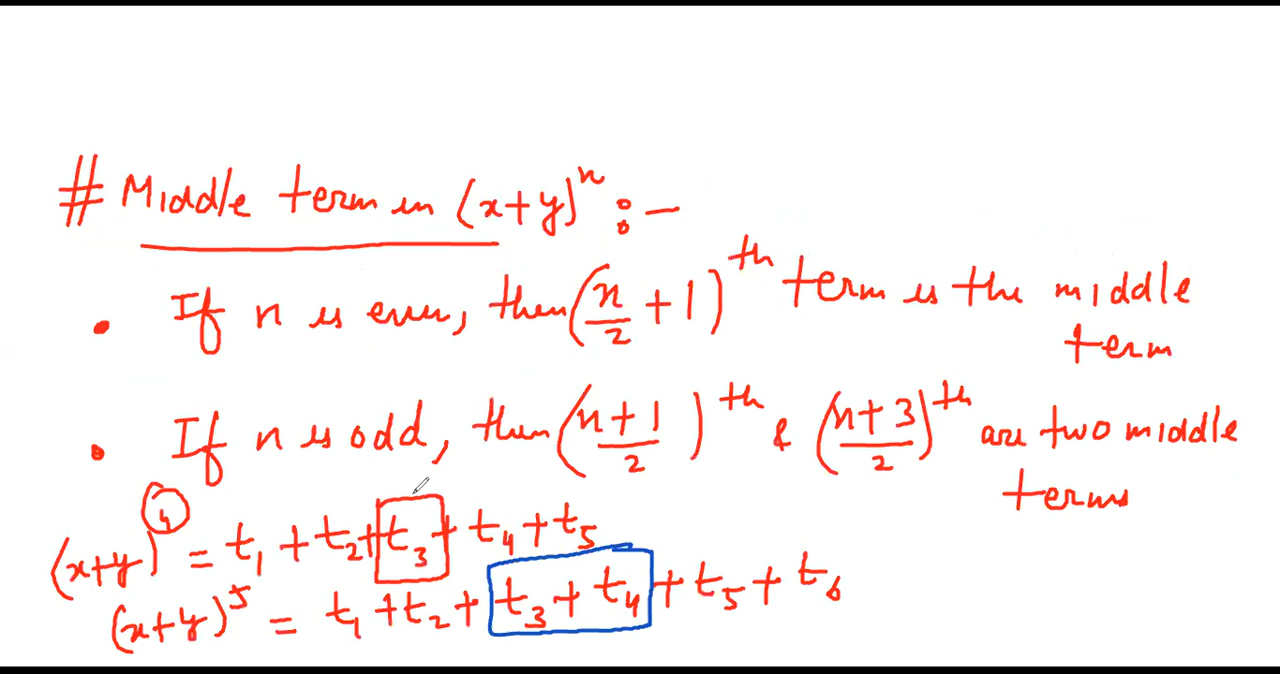 # Middle term in (x+y)^n :-
• If n is even, then (n/2 + 1)^th term is the middle
term
• If n is odd, then (n+1/2)^th & (n+3/2)^th are two middle
terms
(x+y)^4 = t₁ + t₂ + t₃ + t₄ + t₅
(x+y)^5 = t₁ + t₂ + t₃ + t₄ + t₅ + t₆